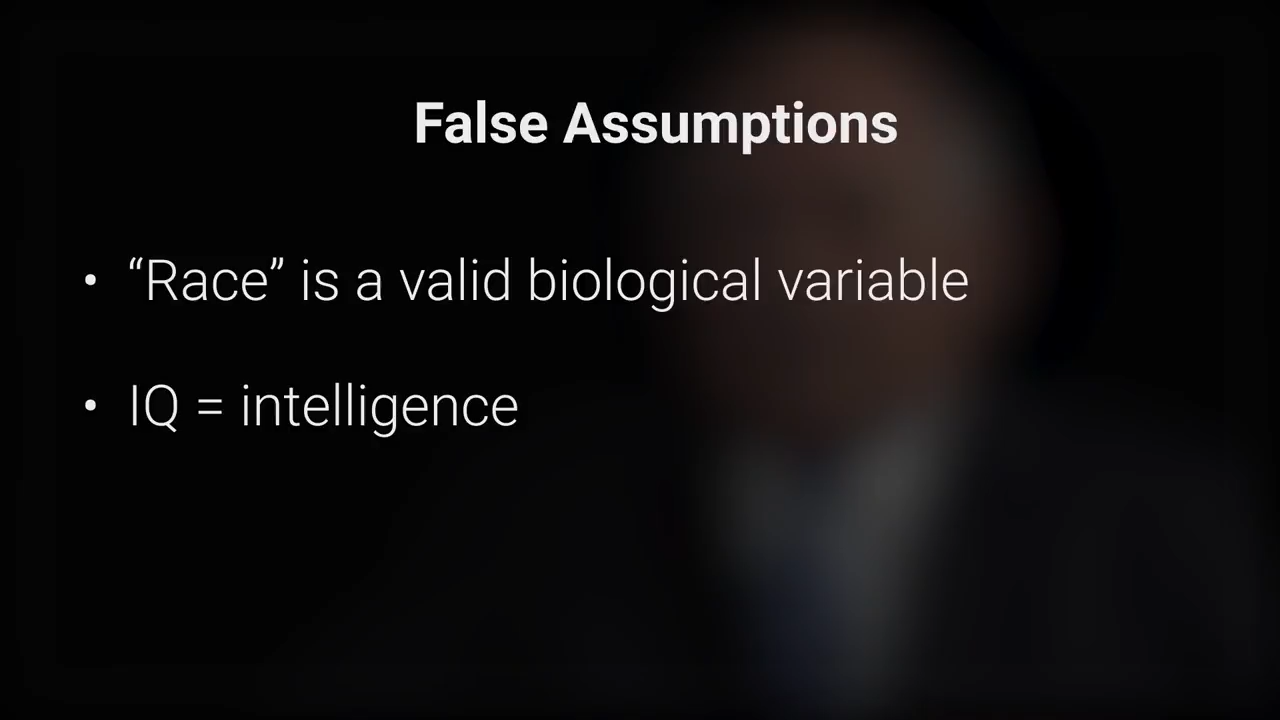 False Assumptions
• “Race” is a valid biological variable
• IQ = intelligence